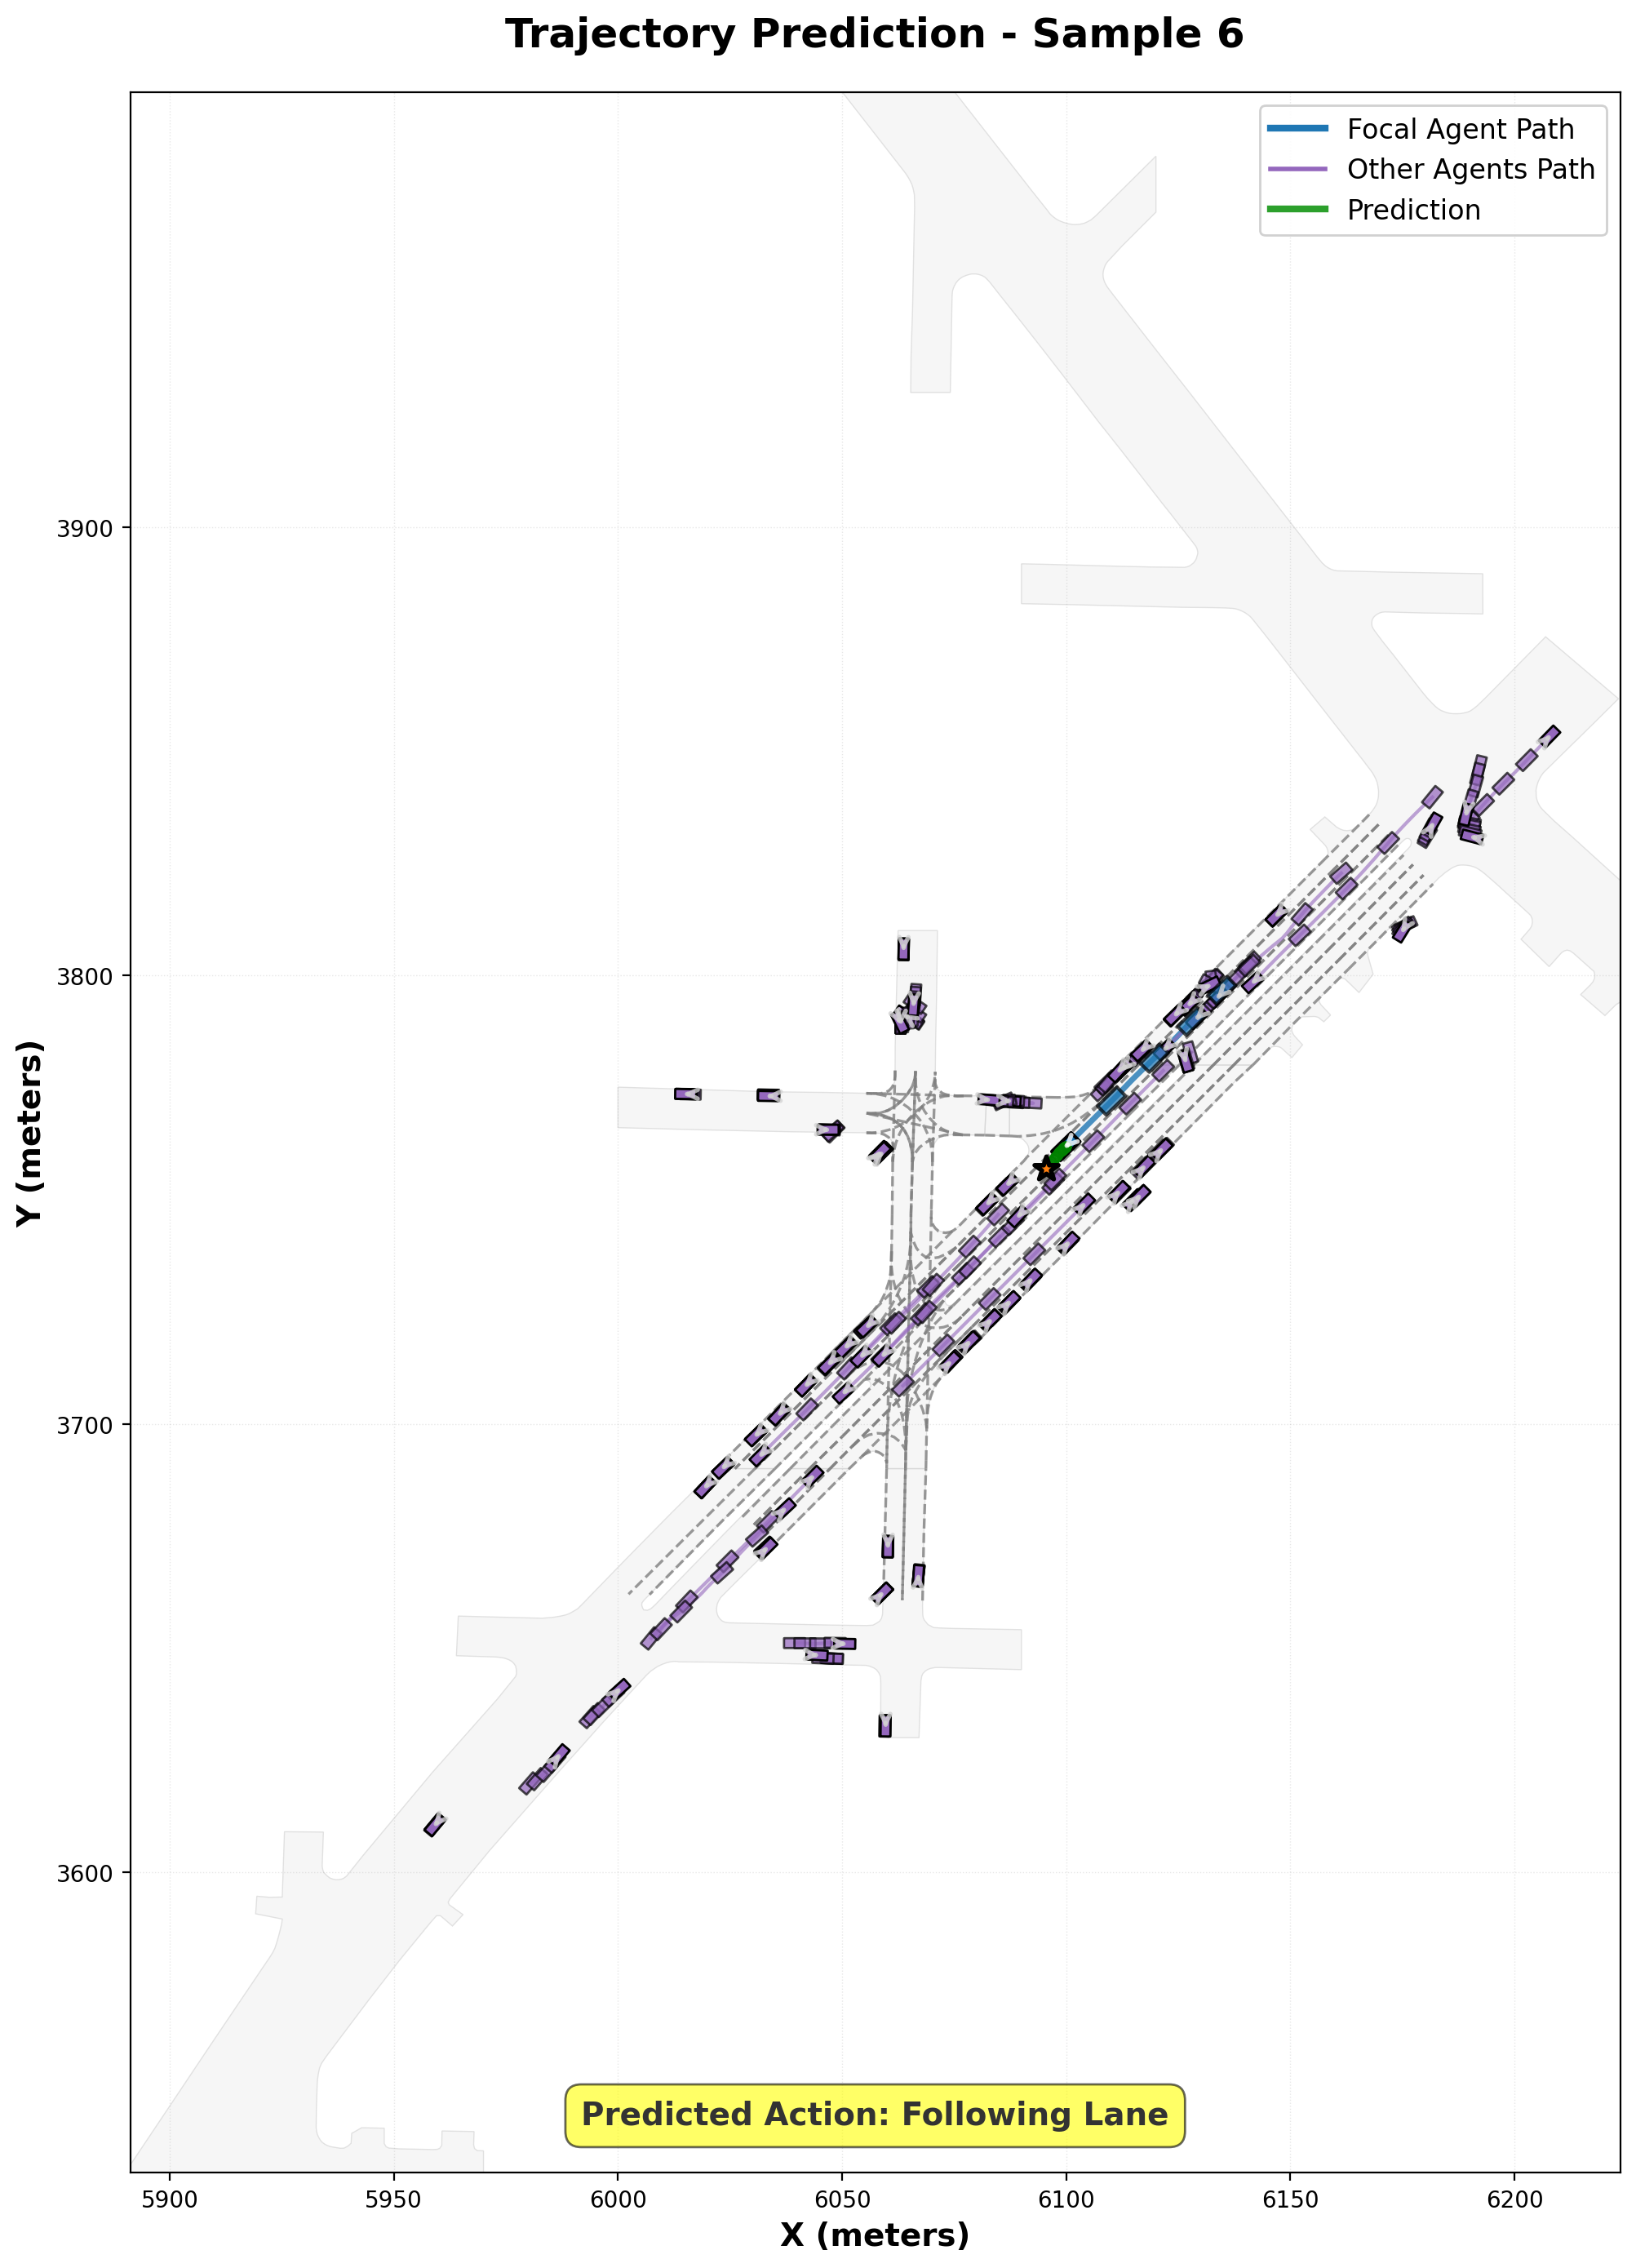 Trajectory Prediction - Sample 6
Focal Agent Path
Other Agents Path
Prediction
Y (meters)
3900
3800
3700
3600
Predicted Action: Following Lane
5900 5950 6000 6050 6100 6150 6200
X (meters)